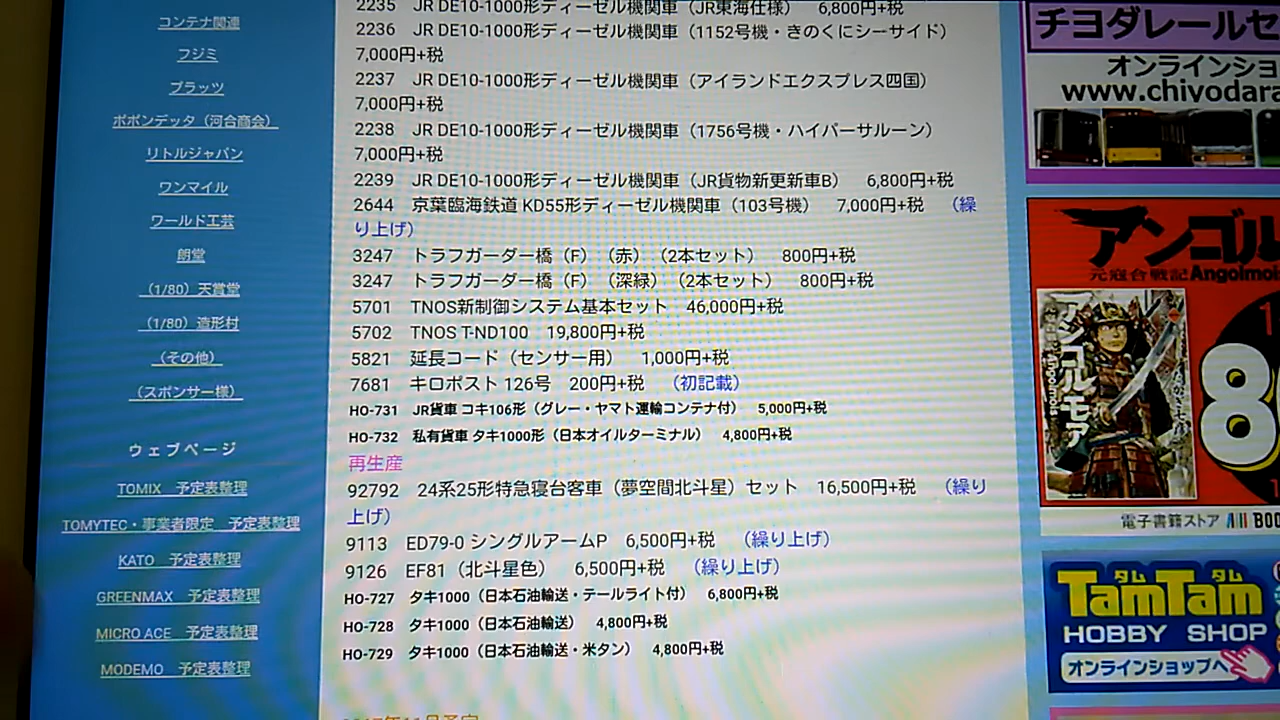 コンテナ関連
フジミ
プラッツ
ポポンデッタ（河合商会）
リトルジャパン
ワンマイル
ワールド工芸
朗堂
（1/80）天賞堂
（1/80）造形村
（その他）
（スポンサー様）
ウェブページ
TOMIX　予定表整理
TOMYTEC・事業者限定　予定表整理
KATO　予定表整理
GREENMAX　予定表整理
MICRO ACE　予定表整理
MODEMO　予定表整理
2235　JR DE10-1000形ディーゼル機関車（JR東海仕様）　6,800円+税
2236　JR DE10-1000形ディーゼル機関車（1152号機・きのくにシーサイド）
7,000円+税
2237　JR DE10-1000形ディーゼル機関車（アイランドエクスプレス四国）
7,000円+税
2238　JR DE10-1000形ディーゼル機関車（1756号機・ハイパーサルーン）
7,000円+税
2239　JR DE10-1000形ディーゼル機関車（JR貨物新更新車B）　6,800円+税
2644　京葉臨海鉄道 KD55形ディーゼル機関車（103号機）　7,000円+税　（繰
り上げ）
3247　トラフガーダー橋（F）（赤）（2本セット）　800円+税
3247　トラフガーダー橋（F）（深緑）（2本セット）　800円+税
5701　TNOS新制御システム基本セット　46,000円+税
5702　TNOS T-ND100　19,800円+税
5821　延長コード（センサー用）　1,000円+税
7681　キロポスト 126号　200円+税　（初記載）
HO-731　JR貨車 コキ106形（グレー・ヤマト運輸コンテナ付）　5,000円+税
HO-732　私有貨車 タキ1000形（日本オイルターミナル）　4,800円+税
再生産
92792　24系25形特急寝台客車（夢空間北斗星）セット　16,500円+税　（繰り
上げ）
9113　ED79-0 シングルアームP　6,500円+税　（繰り上げ）
9126　EF81（北斗星色）　6,500円+税　（繰り上げ）
HO-727　タキ1000（日本石油輸送・テールライト付）　6,800円+税
HO-728　タキ1000（日本石油輸送）　4,800円+税
HO-729　タキ1000（日本石油輸送・米タン）　4,800円+税
2017年11月予定
チヨダレールセ
オンラインショ
www.chiyodara
アンゴル
元寇合戦記 Angolmoi
アンゴルモア
Angolmois
8
電子書籍ストア BOO
タム タム
TamTam
HOBBY SHOP
オンラインショップへ